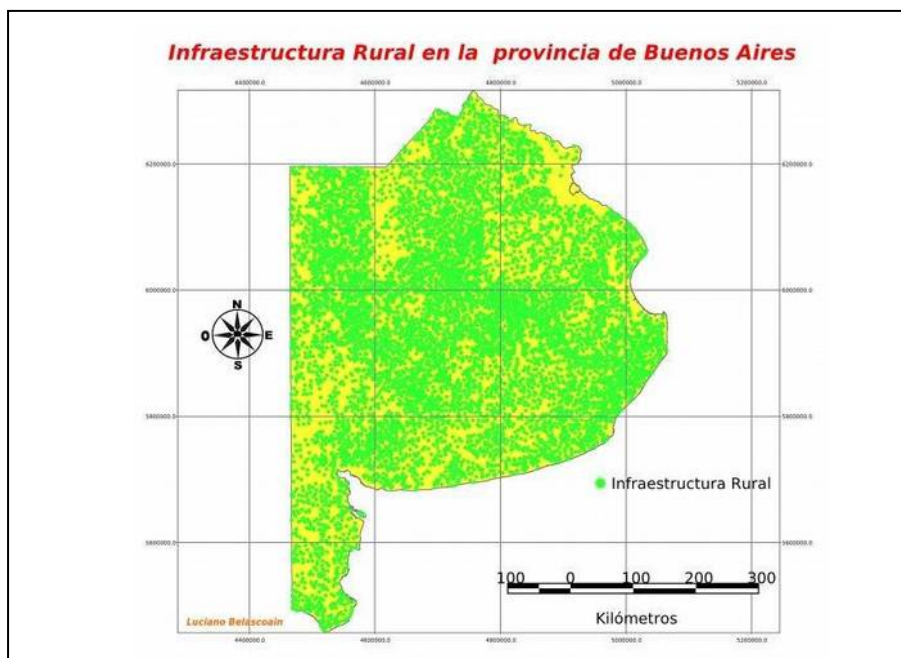 Infraestructura Rural en la provincia de Buenos Aires
4400000.0 4600000.0 4800000.0 5000000.0 5200000.0
6200000.0 6200000.0
6000000.0 6000000.0
N
O E
S
5800000.0 5800000.0
Infraestructura Rural
5600000.0 5600000.0
100 0 100 200 300
Kilómetros
Luciano Belascoain
4400000.0 4600000.0 4800000.0 5000000.0 5200000.0